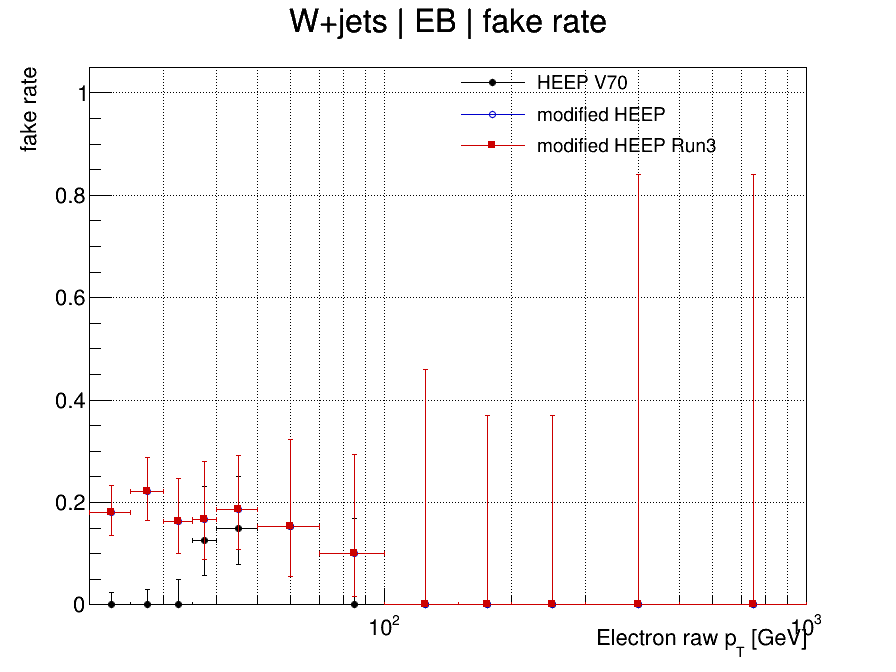 W+jets | EB | fake rate
fake rate
HEEP V70
modified HEEP
modified HEEP Run3
1
0.8
0.6
0.4
0.2
0
10²
10³
Electron raw p_T [GeV]